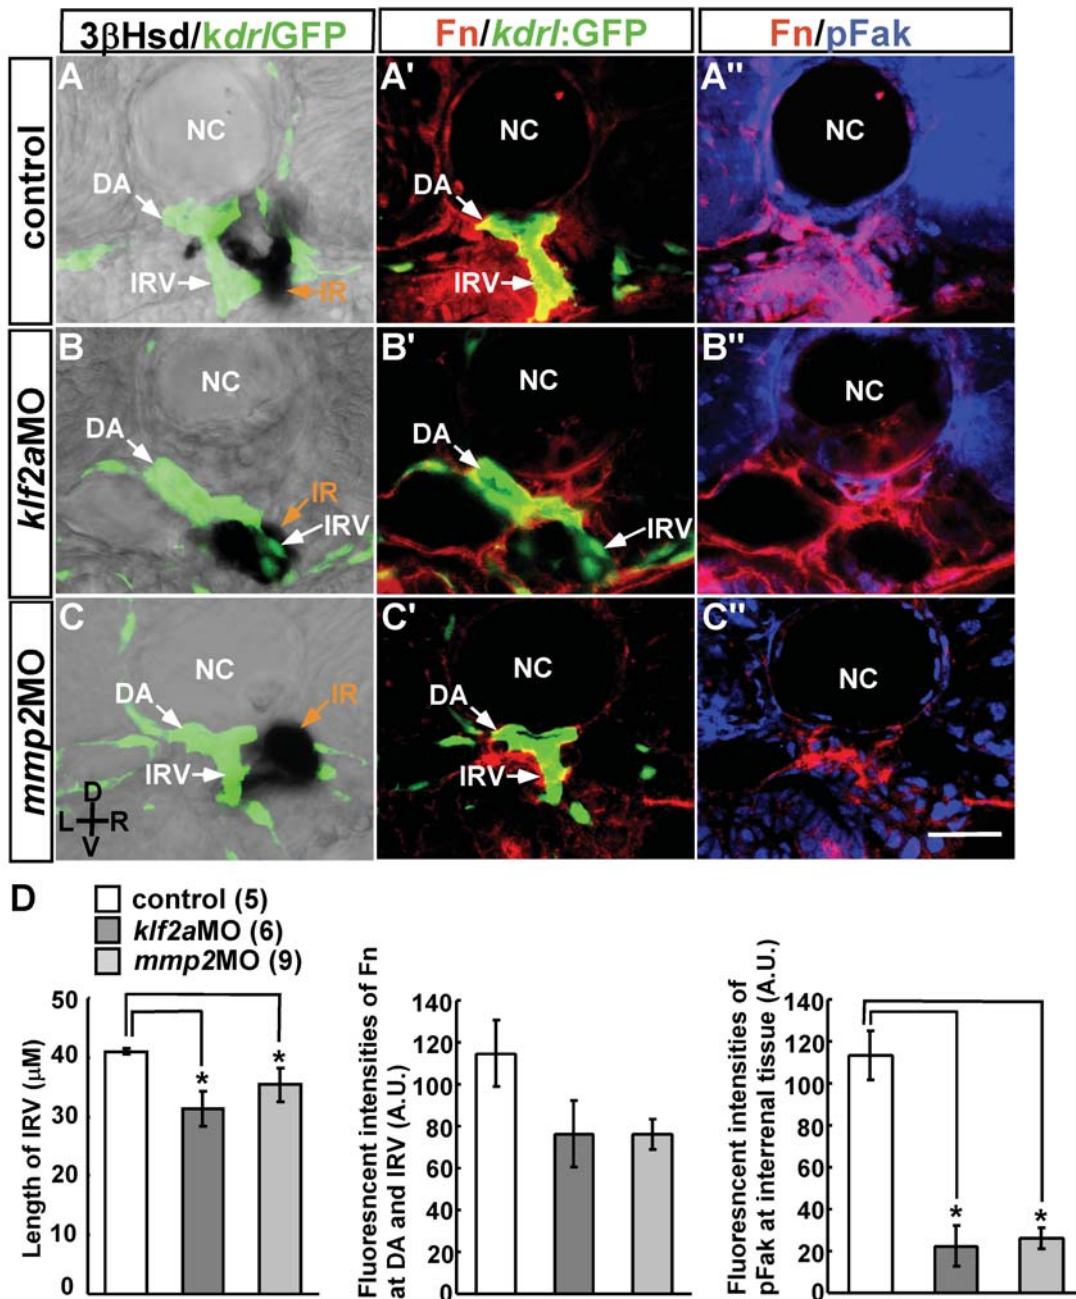 3βHsd/kdrlGFP
Fn/kdrl:GFP
Fn/pFak
control
A
NC
DA
IRV
IR
A'
NC
DA
IRV
A"
NC
klf2aMO
B
NC
DA
IR
IRV
B'
NC
DA
IRV
B"
NC
mmp2MO
C
NC
DA
IR
IRV
D
L R
V
C'
NC
DA
IRV
C"
NC
D
control (5)
klf2aMO (6)
mmp2MO (9)
Length of IRV (μM)
50
40
30
20
10
0
*
*
Fluoresncent intensities of Fn
at DA and IRV (A.U.)
140
120
100
80
60
40
20
0
Fluoresncent intensities of
pFak at interrenal tissue (A.U.)
140
120
100
80
60
40
20
0
*
*